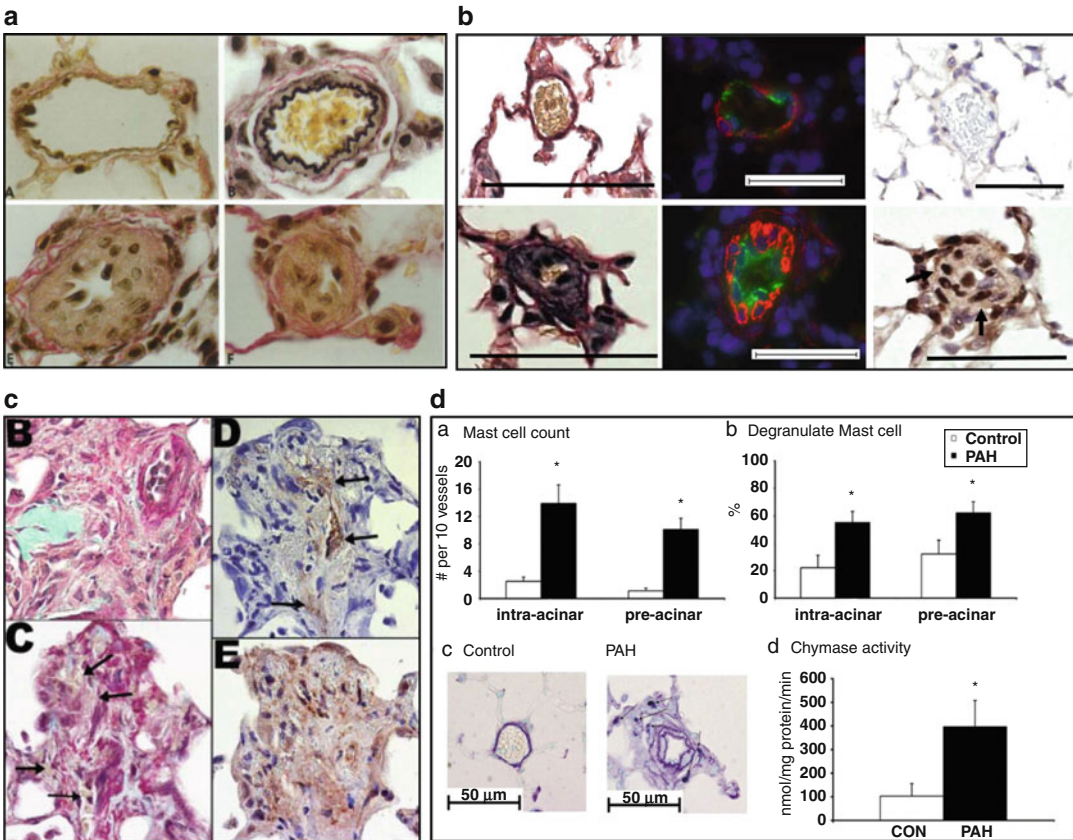 a
A
B
E
F
b
c
B
D
C
E
d
a Mast cell count
# per 10 vessels
20
16
12
8
4
0
*
*
intra-acinar pre-acinar
b Degranulate Mast cell
Control
PAH
%
100
80
60
40
20
0
*
*
intra-acinar pre-acinar
c Control PAH
50 µm
50 µm
d Chymase activity
nmol/mg protein/min
600
500
400
300
200
100
0
*
CON PAH